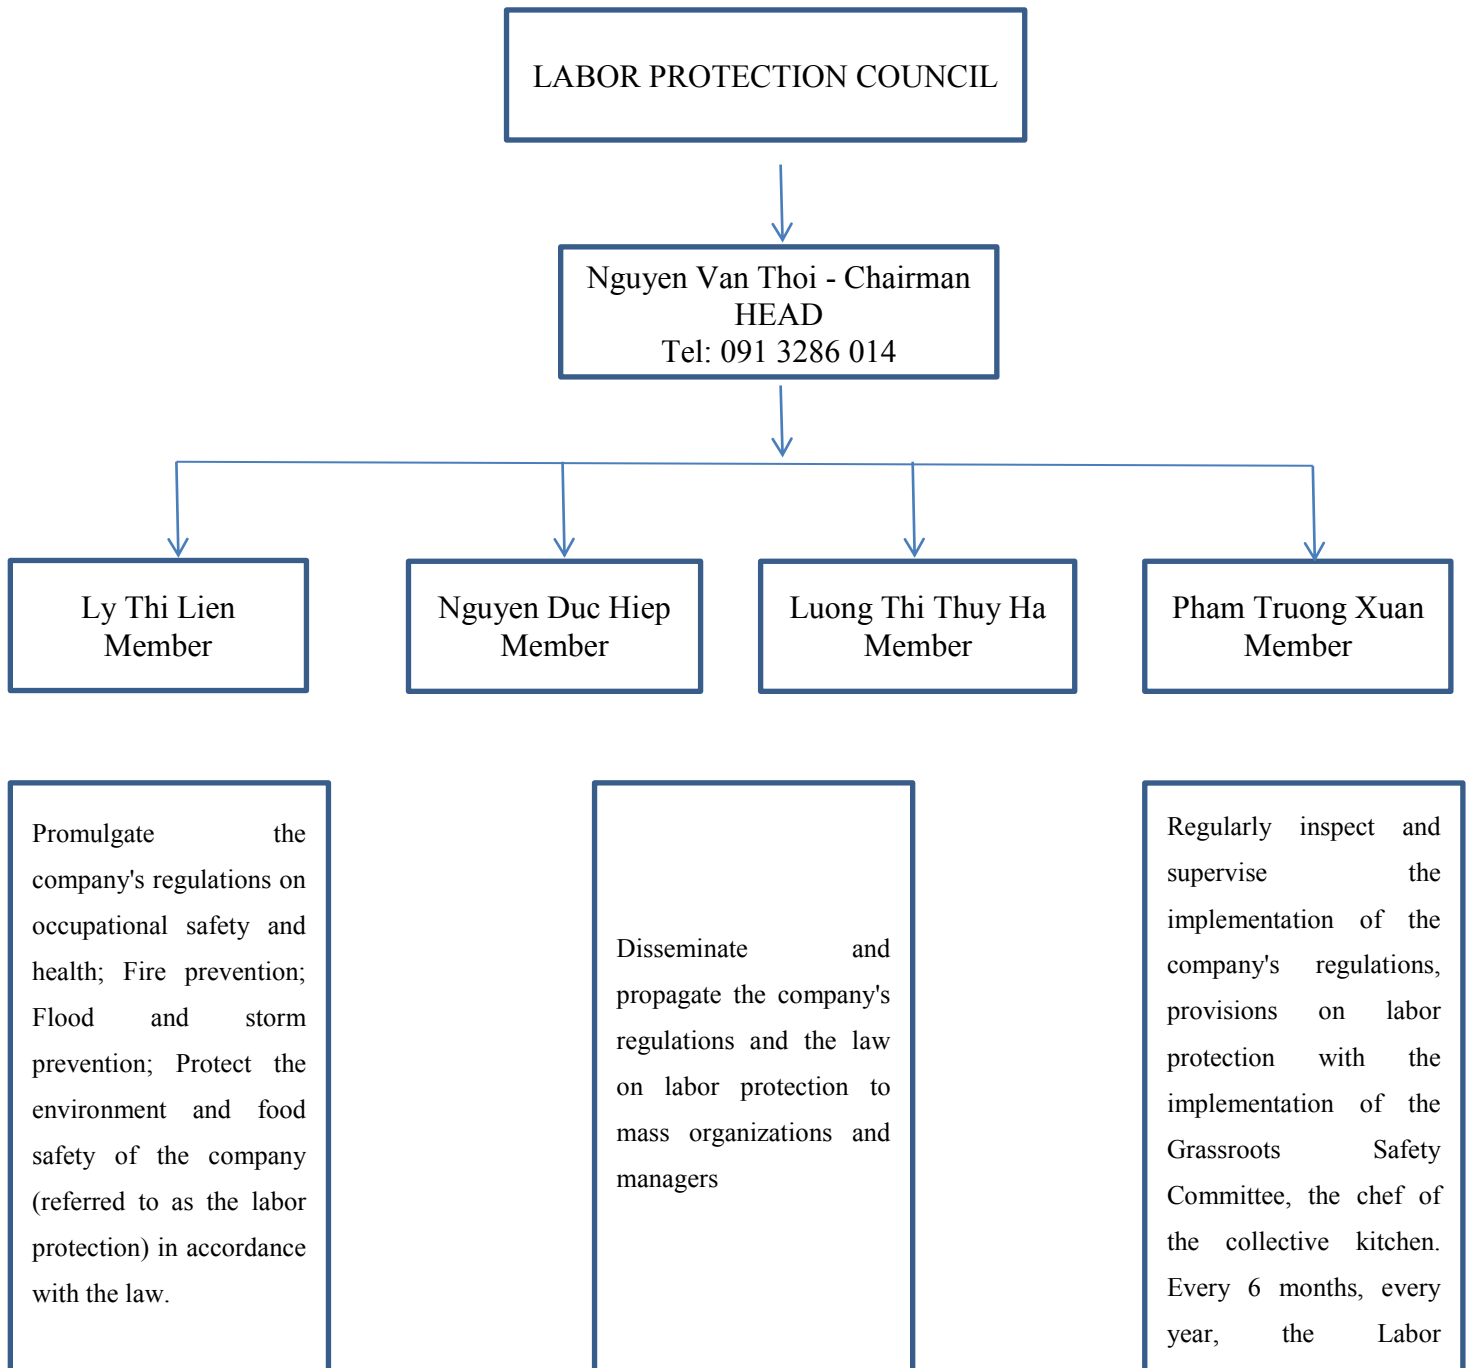 LABOR PROTECTION COUNCIL
Nguyen Van Thoi - Chairman
HEAD
Tel: 091 3286 014
Ly Thi Lien
Member
Nguyen Duc Hiep
Member
Luong Thi Thuy Ha
Member
Pham Truong Xuan
Member
Promulgate the
company's regulations on
occupational safety and
health; Fire prevention;
Flood and storm
prevention; Protect the
environment and food
safety of the company
(referred to as the labor
protection) in accordance
with the law.
Disseminate and
propagate the company's
regulations and the law
on labor protection to
mass organizations and
managers
Regularly inspect and
supervise the
implementation of the
company's regulations,
provisions on labor
protection with the
implementation of the
Grassroots Safety
Committee, the chef of
the collective kitchen.
Every 6 months, every
year, the Labor